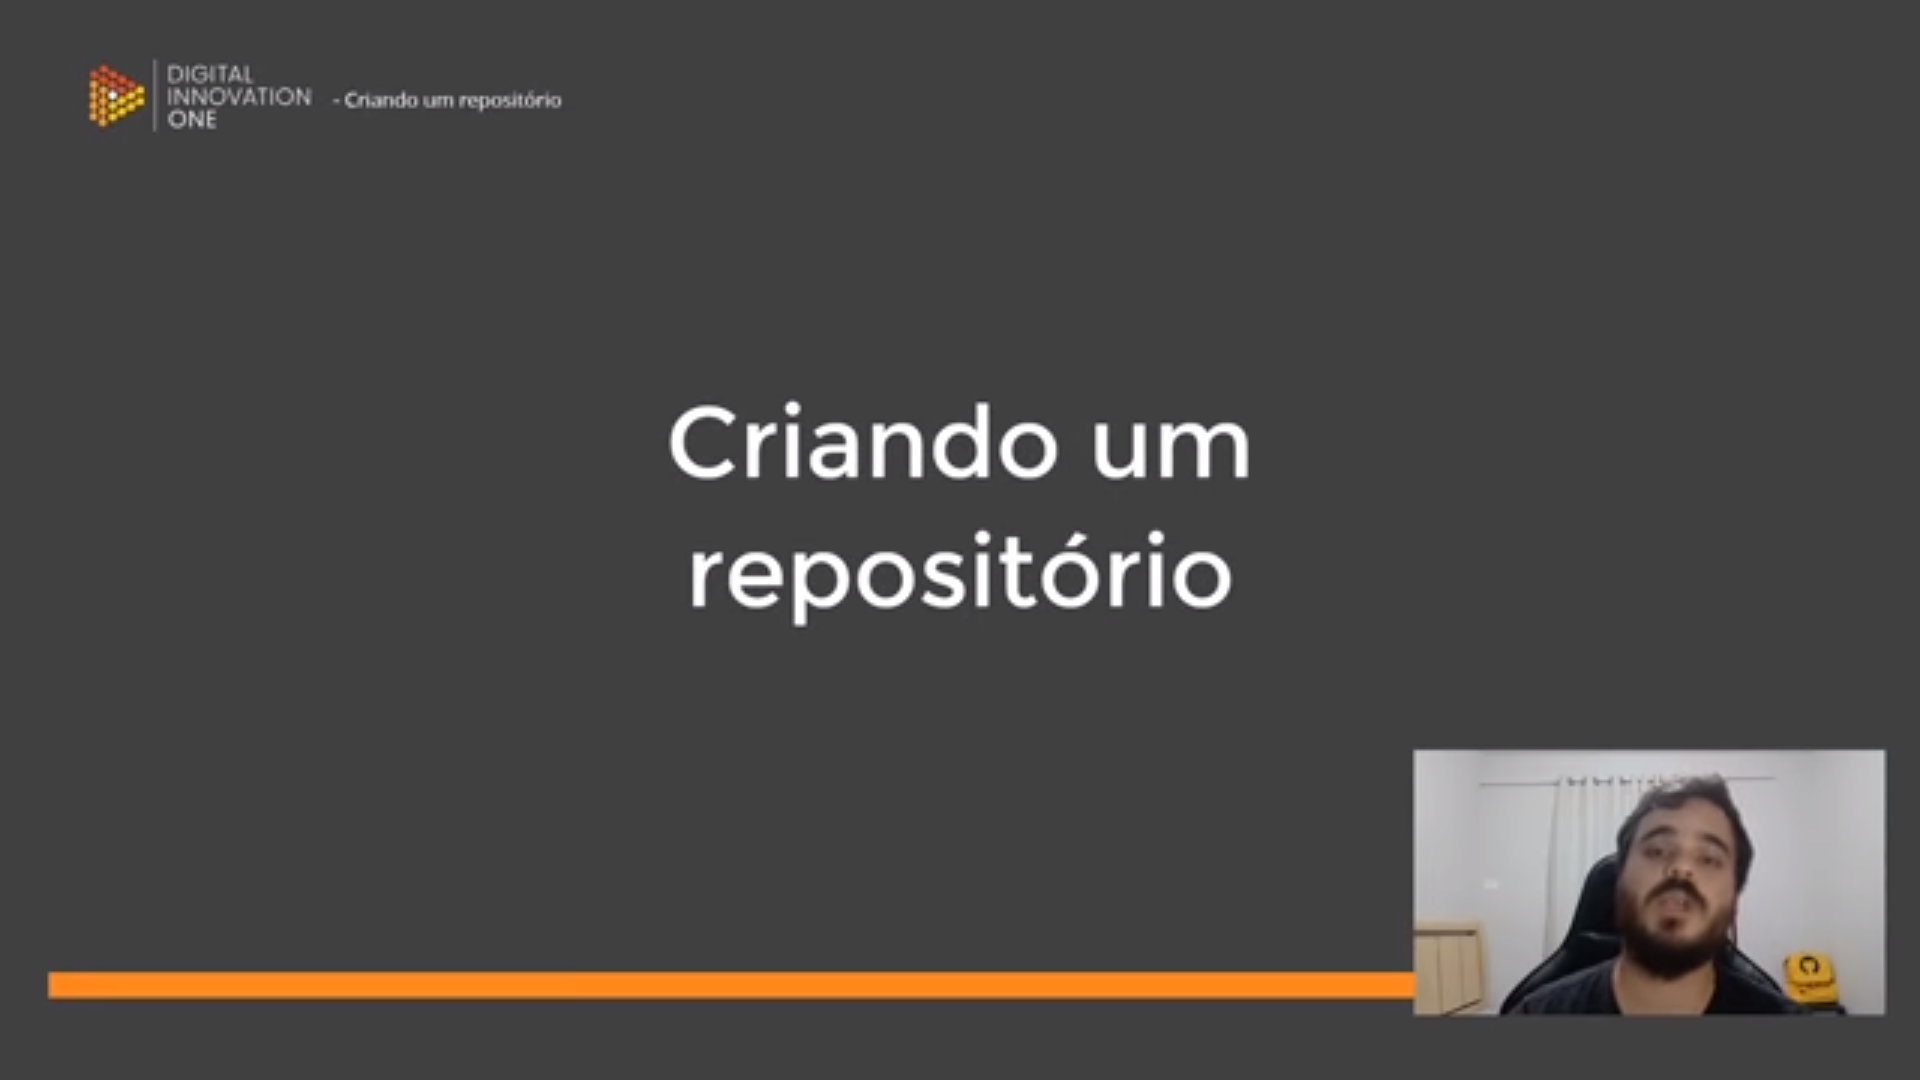 DIGITAL
INNOVATION
ONE
- Criando um repositório
Criando um
repositório